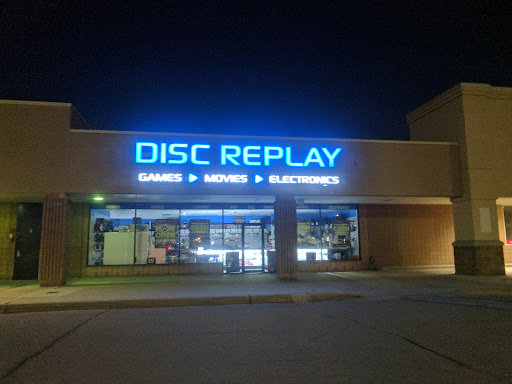 DISC REPLAY
GAMES ▶ MOVIES ▶ ELECTRONICS